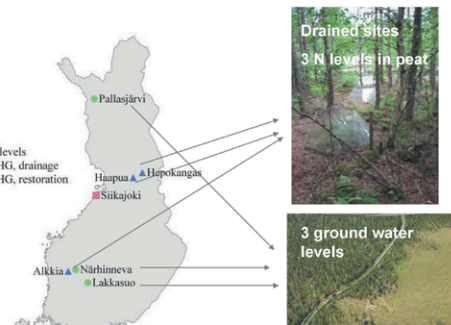 Drained sites
3 N levels in peat
Pallasjärvi
levels
HG, drainage
HG, restoration
Haapua
Hepokangas
Siikajoki
3 ground water
levels
Alkkia
Närhinneva
Lakkasuo